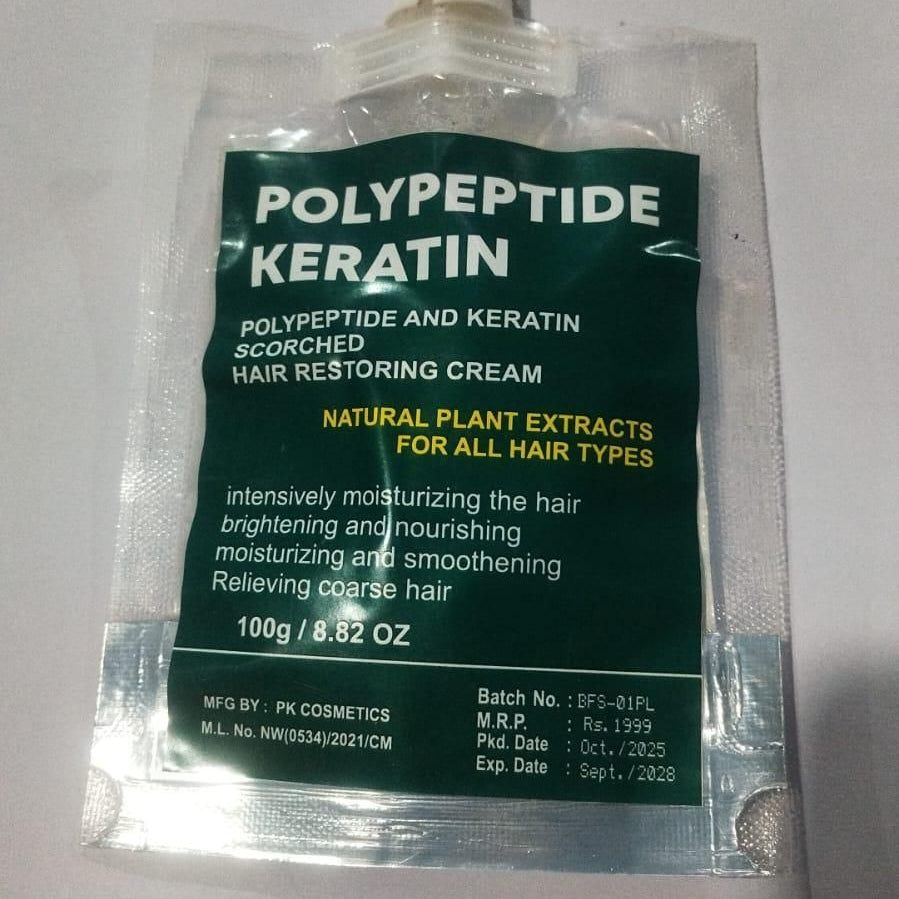 POLYPEPTIDE
KERATIN
POLYPEPTIDE AND KERATIN
SCORCHED
HAIR RESTORING CREAM
NATURAL PLANT EXTRACTS
FOR ALL HAIR TYPES
intensively moisturizing the hair
brightening and nourishing
moisturizing and smoothening
Relieving coarse hair
100g / 8.82 OZ
MFG BY : PK COSMETICS
M.L. No. NW(0534)/2021/CM
Batch No. : BFS-01PL
M.R.P. : Rs. 1999
Pkd. Date : Oct./2025
Exp. Date : Sept./2028